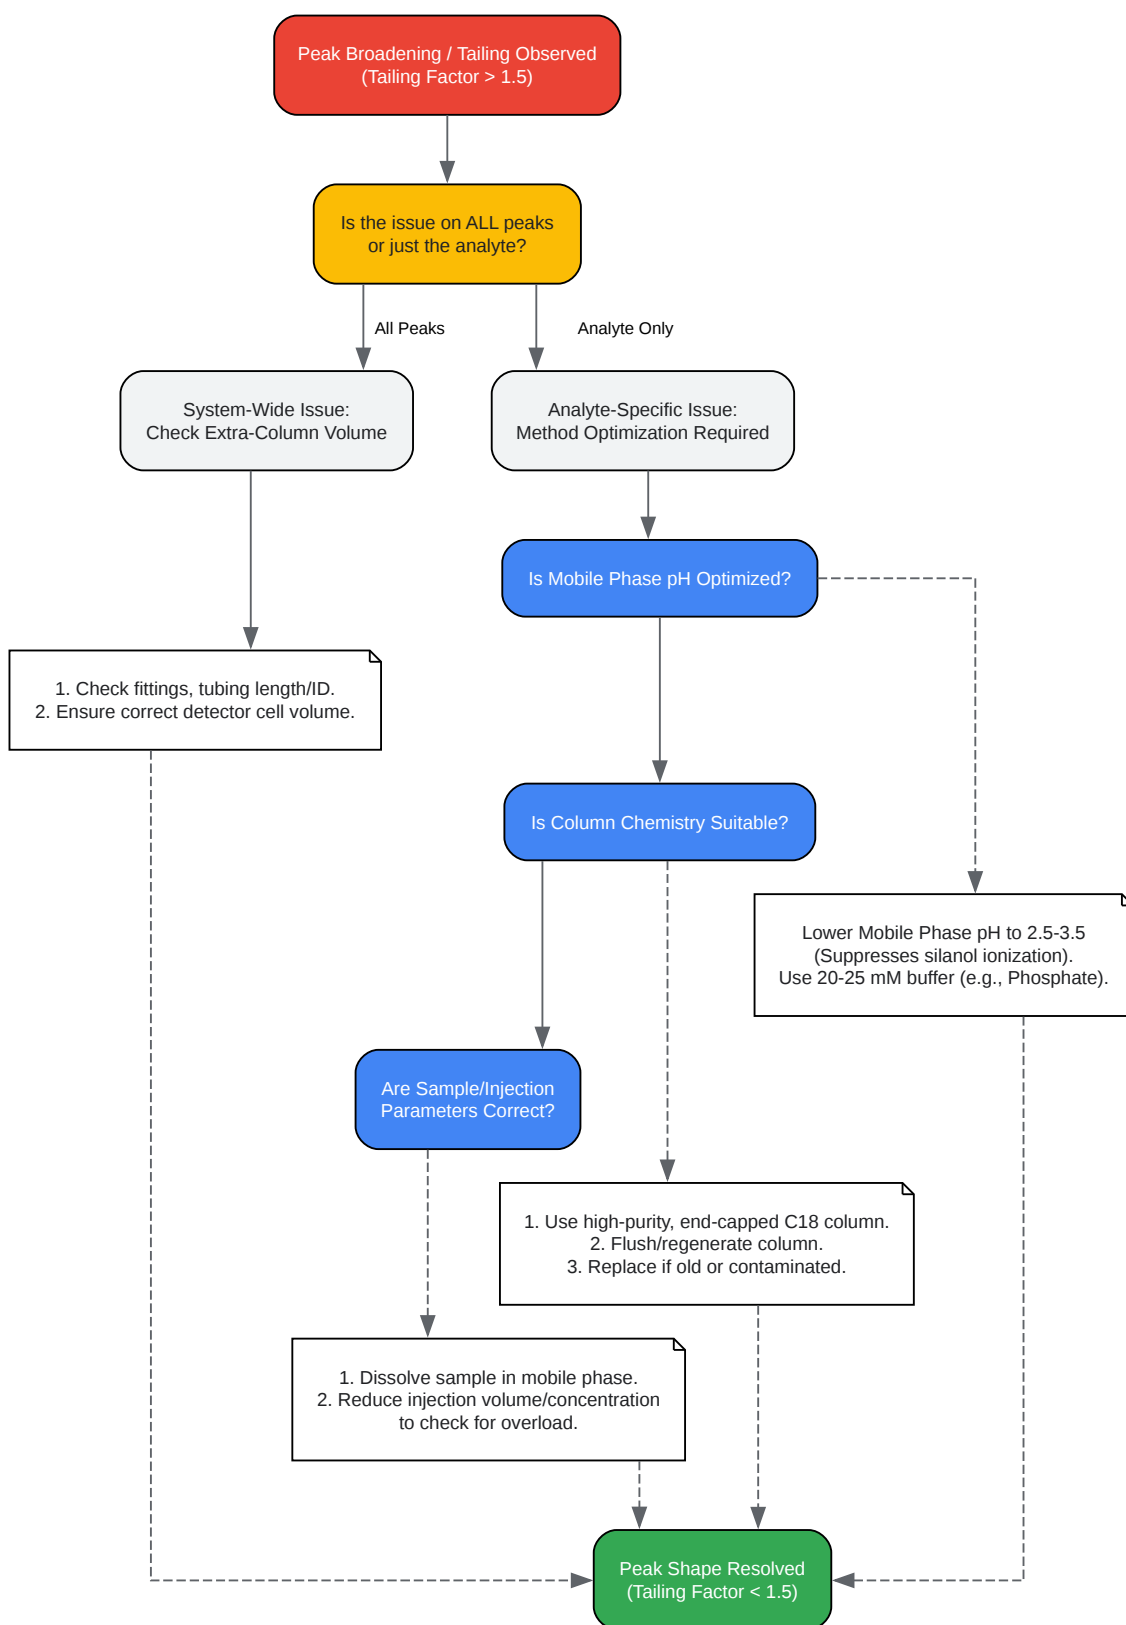 Peak Broadening / Tailing Observed
(Tailing Factor > 1.5)
Is the issue on ALL peaks
or just the analyte?
All Peaks
Analyte Only
System-Wide Issue:
Check Extra-Column Volume
Analyte-Specific Issue:
Method Optimization Required
Is Mobile Phase pH Optimized?
1. Check fittings, tubing length/ID.
2. Ensure correct detector cell volume.
Is Column Chemistry Suitable?
Lower Mobile Phase pH to 2.5-3.5
(Suppresses silanol ionization).
Use 20-25 mM buffer (e.g., Phosphate).
Are Sample/Injection
Parameters Correct?
1. Use high-purity, end-capped C18 column.
2. Flush/regenerate column.
3. Replace if old or contaminated.
1. Dissolve sample in mobile phase.
2. Reduce injection volume/concentration
to check for overload.
Peak Shape Resolved
(Tailing Factor < 1.5)